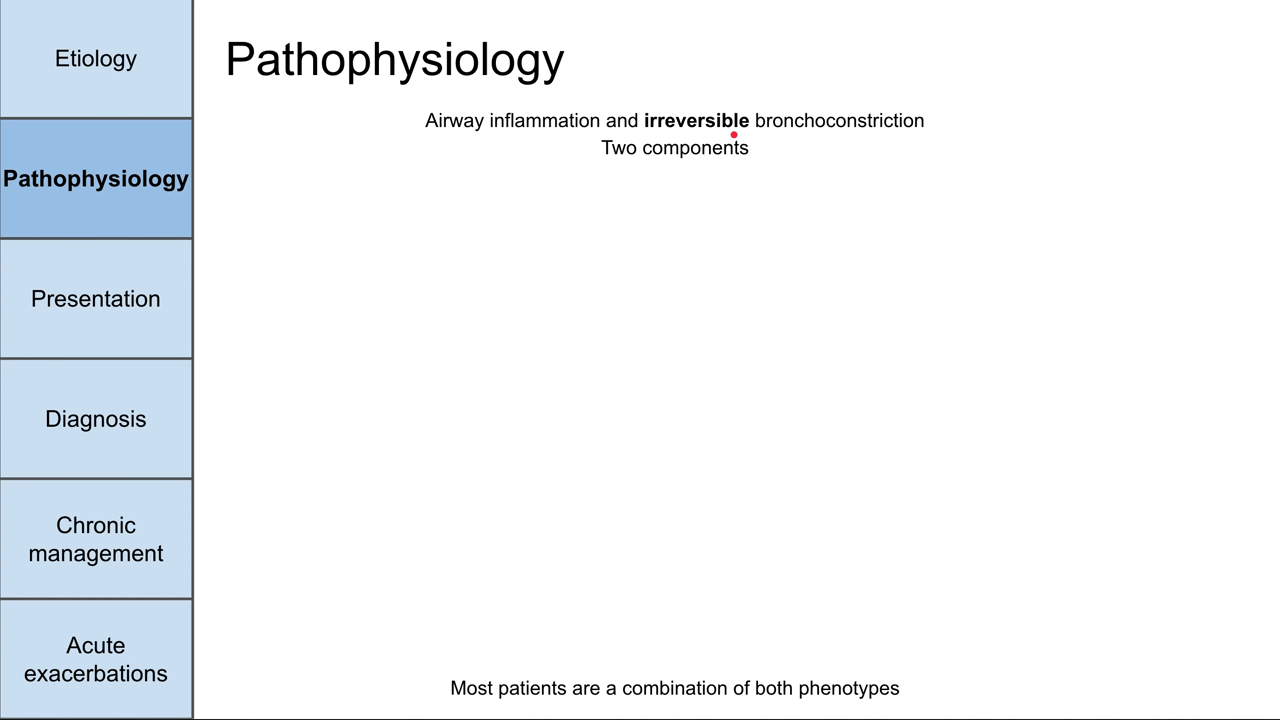 Etiology
Pathophysiology
Presentation
Diagnosis
Chronic
management
Acute
exacerbations
Pathophysiology
Airway inflammation and irreversible bronchoconstriction
Two components
Most patients are a combination of both phenotypes